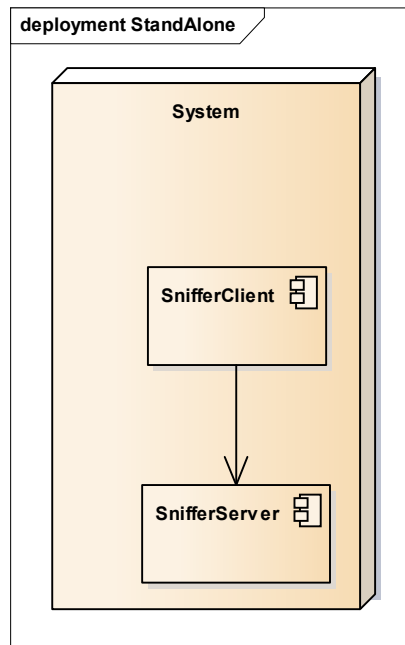 deployment StandAlone
System
SnifferClient
SnifferServer